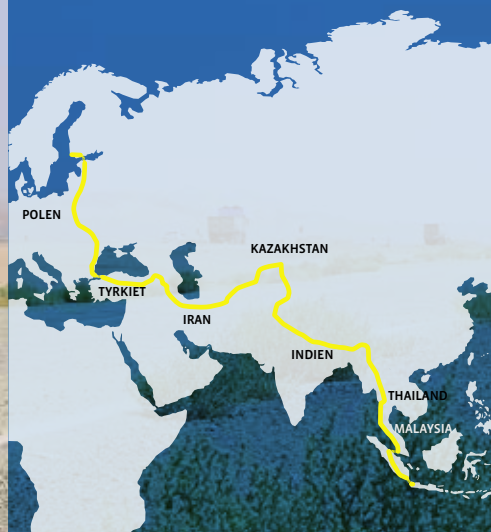 POLEN
KAZAKHSTAN
TYRKIET
IRAN
INDIEN
THAILAND
MALAYSIA